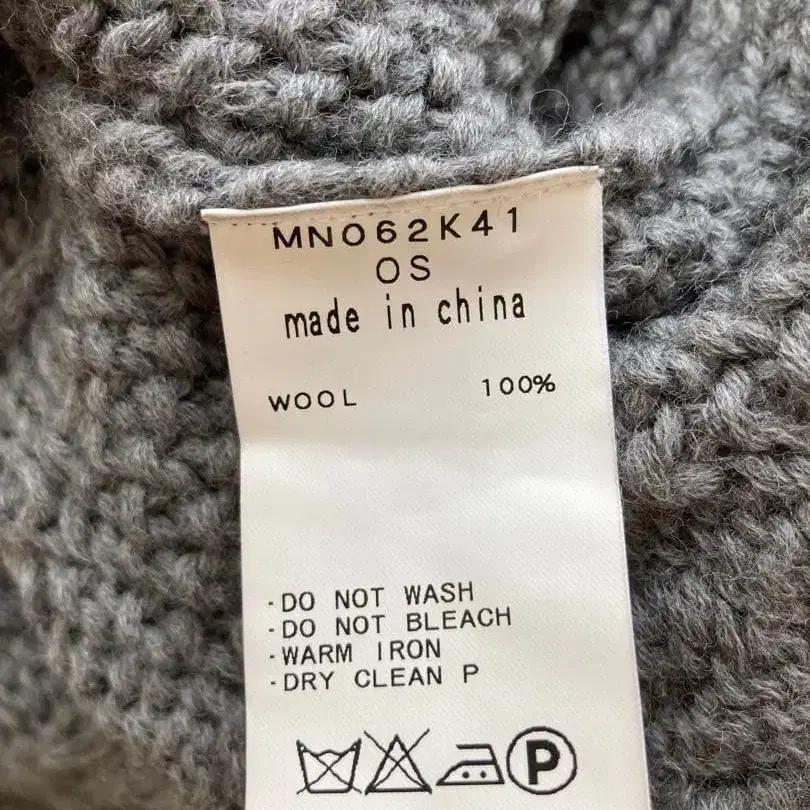 MN062K41
OS
made in china
WOOL 100%
·DO NOT WASH
·DO NOT BLEACH
·WARM IRON
·DRY CLEAN P
P